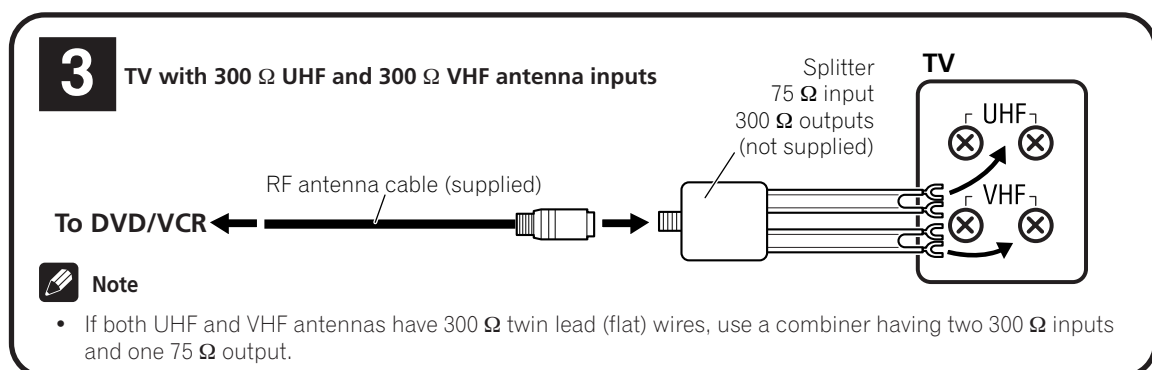 3
TV with 300 Ω UHF and 300 Ω VHF antenna inputs
Splitter
75 Ω input
300 Ω outputs
(not supplied)
TV
UHF
VHF
RF antenna cable (supplied)
To DVD/VCR
Note
• If both UHF and VHF antennas have 300 Ω twin lead (flat) wires, use a combiner having two 300 Ω inputs
and one 75 Ω output.